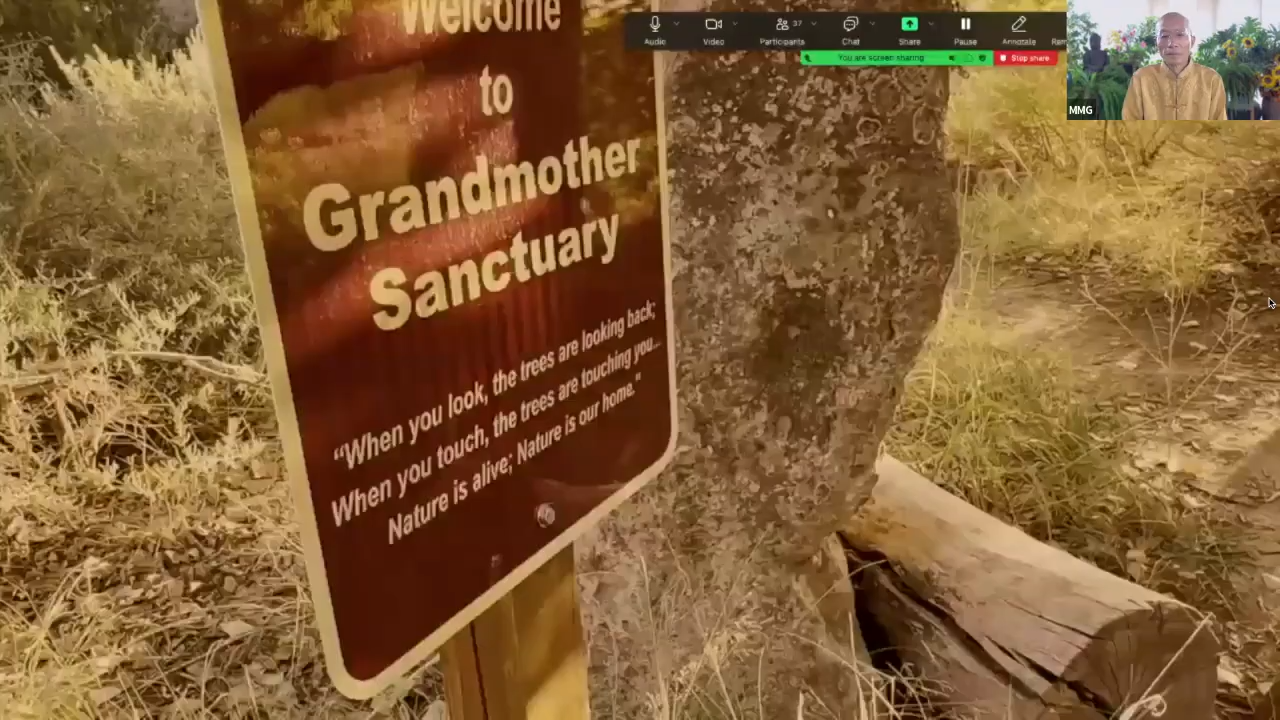 Welcome
to
Grandmother
Sanctuary
“When you look, the trees are looking back;
When you touch, the trees are touching you...
Nature is alive; Nature is our home.”
Audio
Video
Participants
37
Chat
Share
Pause
Annotate
You are screen sharing
Stop share
MMG